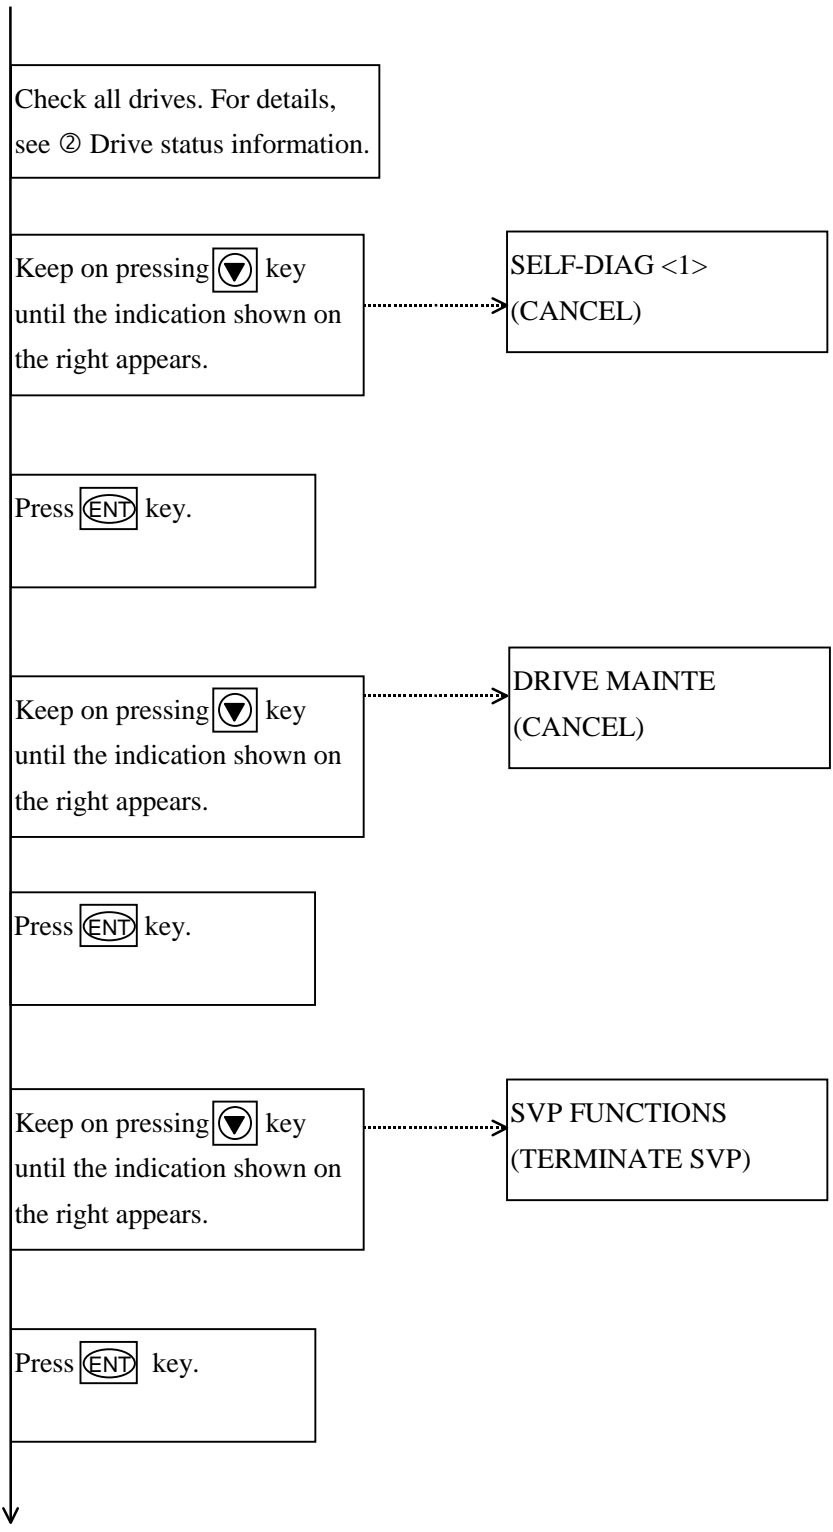 Check all drives. For details,
see ② Drive status information.
Keep on pressing ▼ key
until the indication shown on
the right appears.
SELF-DIAG <1>
(CANCEL)
Press ENT key.
Keep on pressing ▼ key
until the indication shown on
the right appears.
DRIVE MAINTE
(CANCEL)
Press ENT key.
Keep on pressing ▼ key
until the indication shown on
the right appears.
SVP FUNCTIONS
(TERMINATE SVP)
Press ENT key.